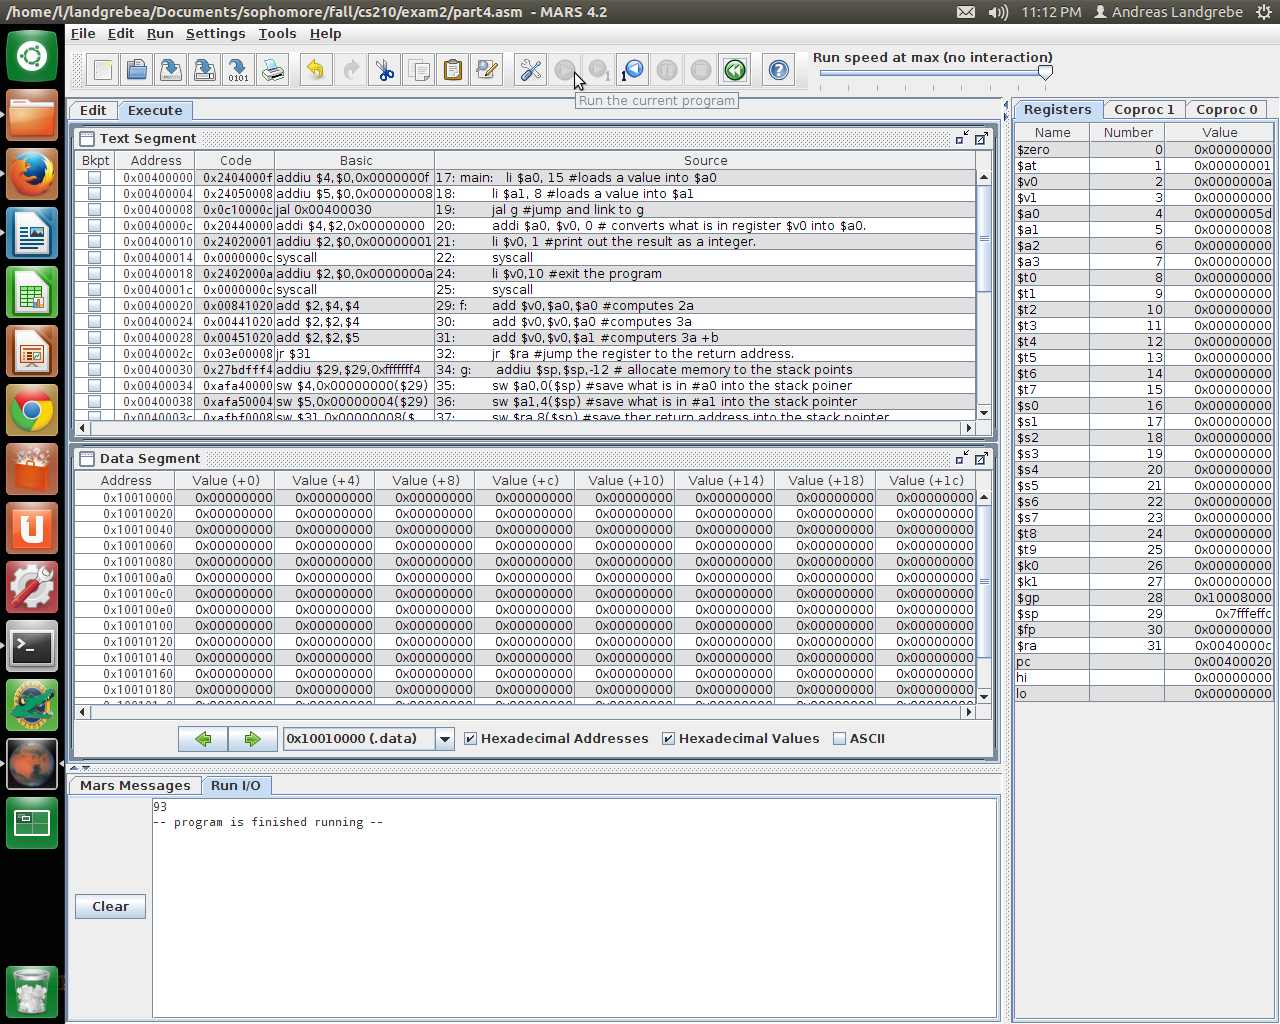 /home/l/landgrebea/Documents/sophomore/fall/cs210/exam2/part4.asm - MARS 4.2
11:12 PM Andreas Landgrebe
File Edit Run Settings Tools Help
Run speed at max (no interaction)
Run the current program
Edit Execute
Text Segment
Bkpt Address Code Basic Source
0x00400000 0x2404000f addiu $4,$0,0x0000000f 17: main: li $a0, 15 #loads a value into $a0
0x00400004 0x24050008 addiu $5,$0,0x00000008 18: li $a1, 8 #loads a value into $a1
0x00400008 0x0c10000c jal 0x00400030 19: jal g #jump and link to g
0x0040000c 0x20440000 addi $4,$2,0x00000000 20: addi $a0, $v0, 0 # converts what is in register $v0 into $a0.
0x00400010 0x24020001 addiu $2,$0,0x00000001 21: li $v0, 1 #print out the result as a integer.
0x00400014 0x0000000c syscall 22: syscall
0x00400018 0x2402000a addiu $2,$0,0x0000000a 24: li $v0,10 #exit the program
0x0040001c 0x0000000c syscall 25: syscall
0x00400020 0x00841020 add $2,$4,$4 29: f: add $v0,$a0,$a0 #computes 2a
0x00400024 0x00441020 add $2,$2,$4 30: add $v0,$v0,$a0 #computes 3a
0x00400028 0x00451020 add $2,$2,$5 31: add $v0,$v0,$a1 #computers 3a +b
0x0040002c 0x03e00008 jr $31 32: jr $ra #jump the register to the return address.
0x00400030 0x27bdfff4 addiu $29,$29,0xfffffff4 34: g: addiu $sp,$sp,-12 # allocate memory to the stack points
0x00400034 0xafa40000 sw $4,0x00000000($29) 35: sw $a0,0($sp) #save what is in #a0 into the stack poiner
0x00400038 0xafa50004 sw $5,0x00000004($29) 36: sw $a1,4($sp) #save what is in #a1 into the stack pointer
0x0040003c 0xafbf0008 sw $31,0x00000008($ 37: sw $ra,8($sp) #save ther return address into the stack pointer
Data Segment
Address Value (+0) Value (+4) Value (+8) Value (+c) Value (+10) Value (+14) Value (+18) Value (+1c)
0x10010000 0x00000000 0x00000000 0x00000000 0x00000000 0x00000000 0x00000000 0x00000000 0x00000000
0x10010020 0x00000000 0x00000000 0x00000000 0x00000000 0x00000000 0x00000000 0x00000000 0x00000000
0x10010040 0x00000000 0x00000000 0x00000000 0x00000000 0x00000000 0x00000000 0x00000000 0x00000000
0x10010060 0x00000000 0x00000000 0x00000000 0x00000000 0x00000000 0x00000000 0x00000000 0x00000000
0x10010080 0x00000000 0x00000000 0x00000000 0x00000000 0x00000000 0x00000000 0x00000000 0x00000000
0x100100a0 0x00000000 0x00000000 0x00000000 0x00000000 0x00000000 0x00000000 0x00000000 0x00000000
0x100100c0 0x00000000 0x00000000 0x00000000 0x00000000 0x00000000 0x00000000 0x00000000 0x00000000
0x100100e0 0x00000000 0x00000000 0x00000000 0x00000000 0x00000000 0x00000000 0x00000000 0x00000000
0x10010100 0x00000000 0x00000000 0x00000000 0x00000000 0x00000000 0x00000000 0x00000000 0x00000000
0x10010120 0x00000000 0x00000000 0x00000000 0x00000000 0x00000000 0x00000000 0x00000000 0x00000000
0x10010140 0x00000000 0x00000000 0x00000000 0x00000000 0x00000000 0x00000000 0x00000000 0x00000000
0x10010160 0x00000000 0x00000000 0x00000000 0x00000000 0x00000000 0x00000000 0x00000000 0x00000000
0x10010180 0x00000000 0x00000000 0x00000000 0x00000000 0x00000000 0x00000000 0x00000000 0x00000000
0x10010000 (.data) Hexadecimal Addresses Hexadecimal Values ASCII
Mars Messages Run I/O
93
-- program is finished running --
Clear
Registers Coproc 1 Coproc 0
Name Number Value
$zero 0 0x00000000
$at 1 0x00000001
$v0 2 0x0000000a
$v1 3 0x00000000
$a0 4 0x0000005d
$a1 5 0x00000008
$a2 6 0x00000000
$a3 7 0x00000000
$t0 8 0x00000000
$t1 9 0x00000000
$t2 10 0x00000000
$t3 11 0x00000000
$t4 12 0x00000000
$t5 13 0x00000000
$t6 14 0x00000000
$t7 15 0x00000000
$s0 16 0x00000000
$s1 17 0x00000000
$s2 18 0x00000000
$s3 19 0x00000000
$s4 20 0x00000000
$s5 21 0x00000000
$s6 22 0x00000000
$s7 23 0x00000000
$t8 24 0x00000000
$t9 25 0x00000000
$k0 26 0x00000000
$k1 27 0x00000000
$gp 28 0x10008000
$sp 29 0x7fffeffc
$fp 30 0x00000000
$ra 31 0x0040000c
pc 0x00400020
hi 0x00000000
lo 0x00000000